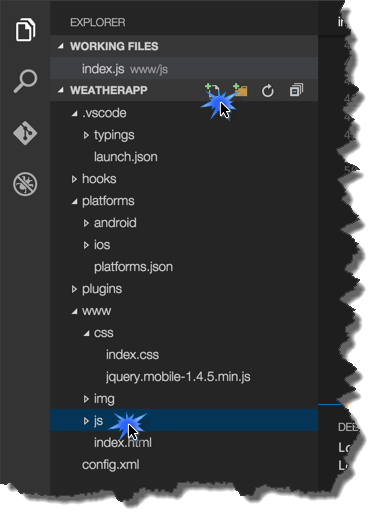 EXPLORER
WORKING FILES
index.js www/js
WEATHERAPP
.vscode
typings
launch.json
hooks
platforms
android
ios
platforms.json
plugins
www
css
index.css
jquery.mobile-1.4.5.min.js
img
js
index.html
config.xml